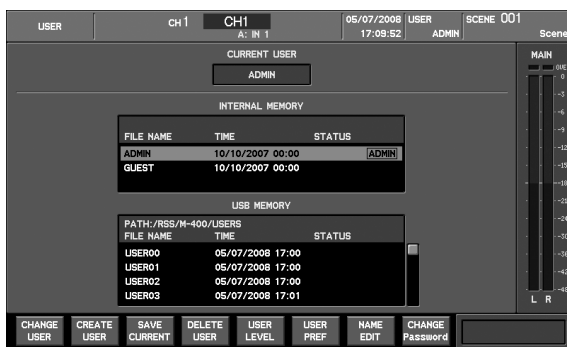 USER
CH 1 CH1
A: IN 1
05/07/2008 USER SCENE 001
17:09:52 ADMIN Scene
CURRENT USER
ADMIN
INTERNAL MEMORY
FILE NAME TIME STATUS
ADMIN 10/10/2007 00:00 ADMIN
GUEST 10/10/2007 00:00
USB MEMORY
PATH:/RSS/M-400/USERS
FILE NAME TIME STATUS
USER00 05/07/2008 17:00
USER01 05/07/2008 17:00
USER02 05/07/2008 17:00
USER03 05/07/2008 17:01
MAIN
0
-3
-6
-9
-12
-15
-18
-21
-24
-30
-36
-42
-48
L R
CHANGE USER
CREATE USER
SAVE CURRENT
DELETE USER
USER LEVEL
USER PREF
NAME EDIT
CHANGE Password